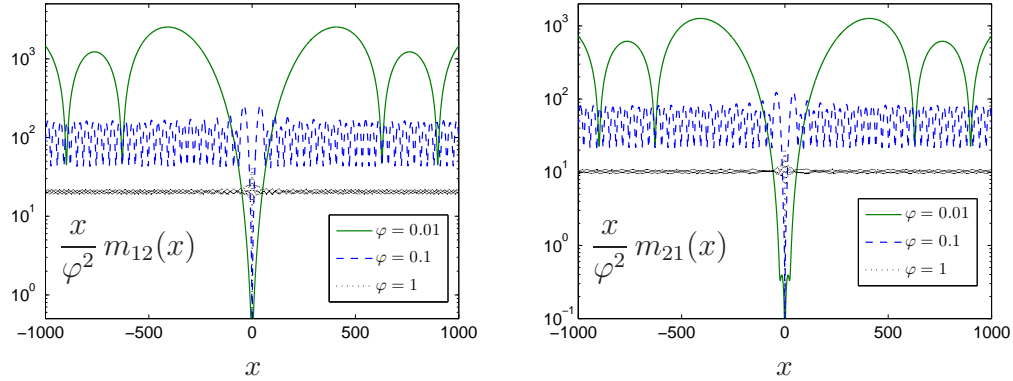 10^3
10^2
10^1
10^0
x/φ^2 m_12(x)
φ = 0.01
φ = 0.1
φ = 1
−1000 −500 0 500 1000
x
10^3
10^2
10^1
10^0
10^-1
x/φ^2 m_21(x)
φ = 0.01
φ = 0.1
φ = 1
−1000 −500 0 500 1000
x